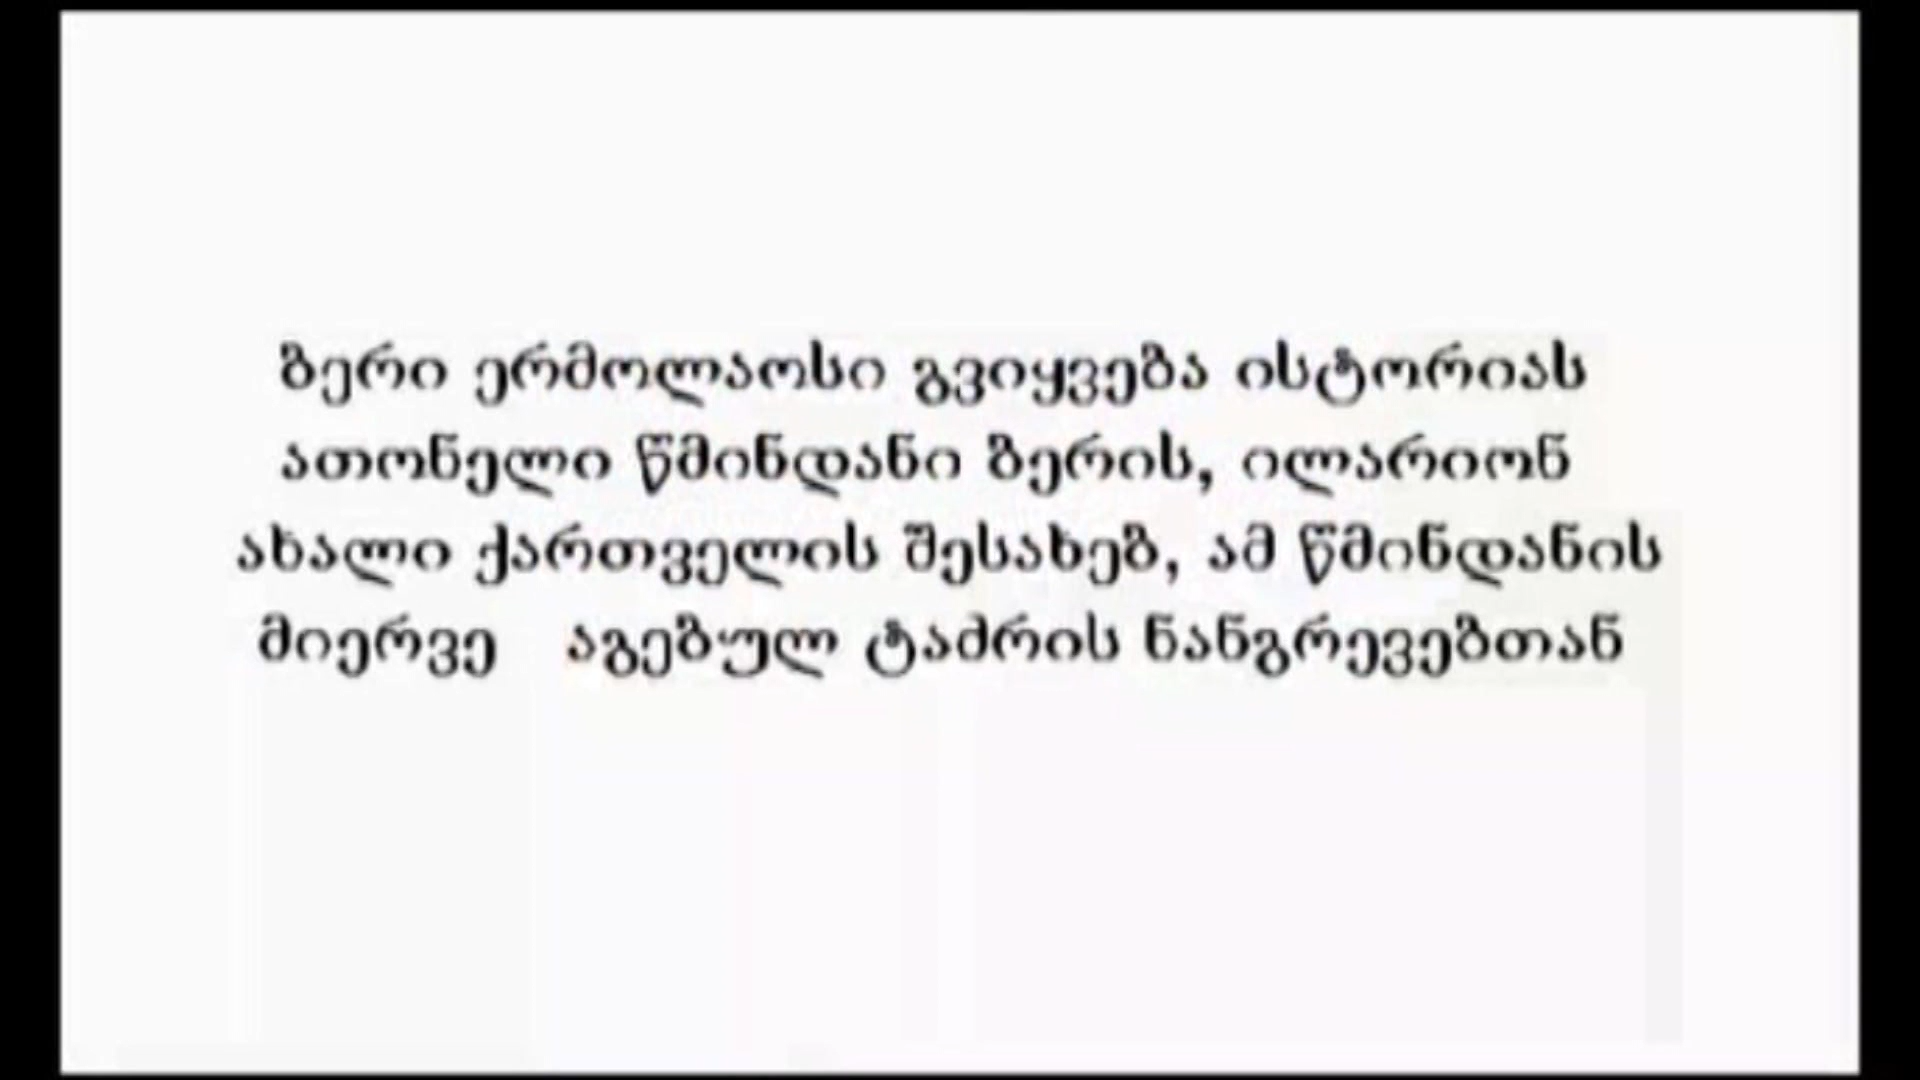 ბერი ერმოლაოსი გვიყვება ისტორიას
ათონელი წმინდანი ბერის, ილარიონ
ახალი ქართველის შესახებ, ამ წმინდანის
მიერვე აგებულ ტაძრის ნანგრევებთან